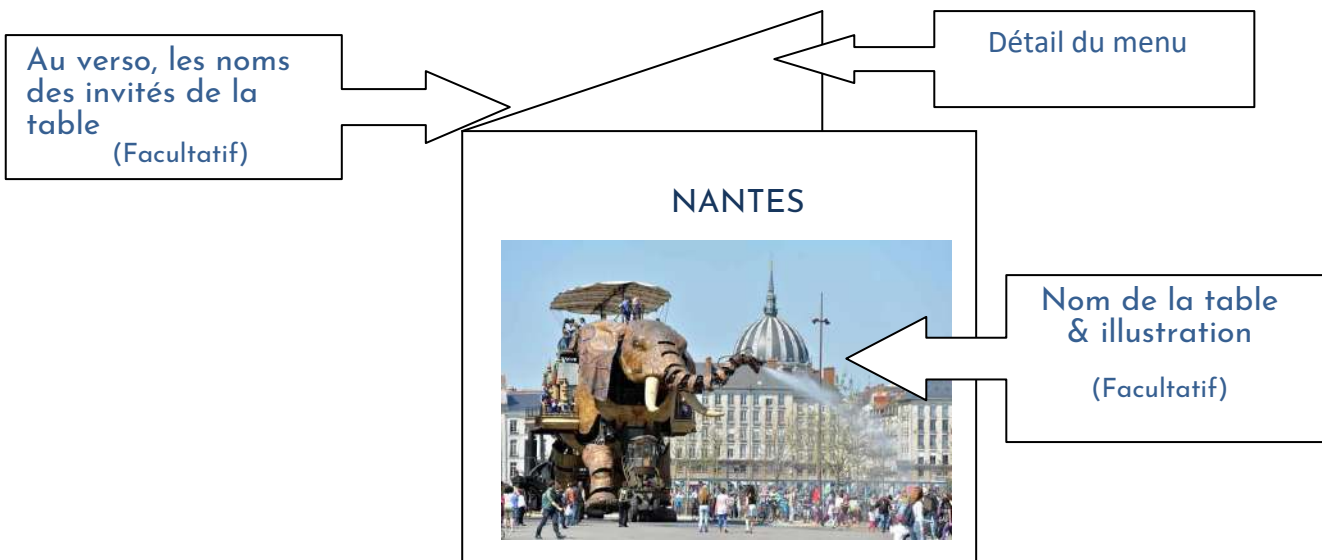 Au verso, les noms
des invités de la
table
(Facultatif)
Détail du menu
NANTES
Nom de la table
& illustration
(Facultatif)